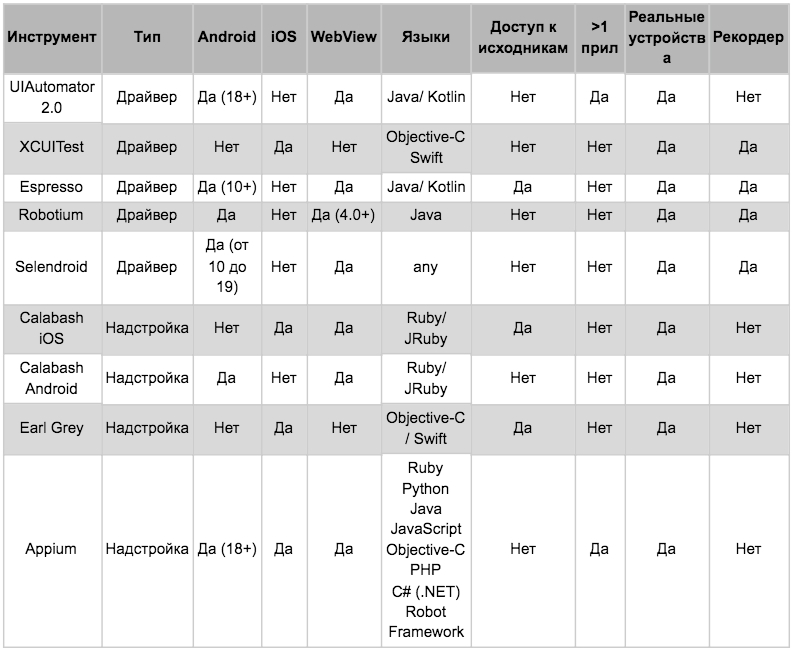 Инструмент Тип Android iOS WebView Языки Доступ к исходникам >1 прил Реальные устройств а Рекордер
UIAutomator 2.0 Драйвер Да (18+) Нет Да Java/ Kotlin Нет Да Да Нет
XCUITest Драйвер Нет Да Нет Objective-C Swift Нет Нет Да Да
Espresso Драйвер Да (10+) Нет Да Java/ Kotlin Да Нет Да Да
Robotium Драйвер Да Нет Да (4.0+) Java Нет Нет Да Да
Selendroid Драйвер Да (от 10 до 19) Нет Да any Нет Нет Да Да
Calabash iOS Надстройка Нет Да Да Ruby/ JRuby Да Нет Да Нет
Calabash Android Надстройка Да Нет Да Ruby/ JRuby Нет Нет Да Нет
Earl Grey Надстройка Нет Да Нет Objective-C / Swift Да Нет Да Нет
Appium Надстройка Да (18+) Да Да Ruby Python Java JavaScript Objective-C PHP C# (.NET) Robot Framework Нет Да Да Нет